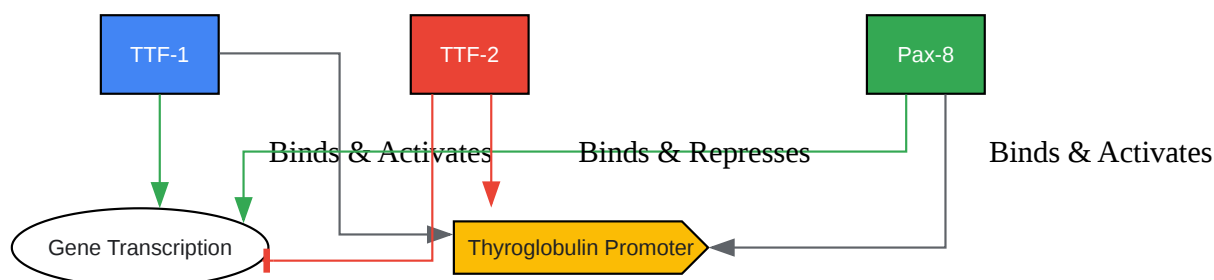 TTF-1
TTF-2
Pax-8
Binds & Activates
Binds & Represses
Binds & Activates
Gene Transcription
Thyroglobulin Promoter